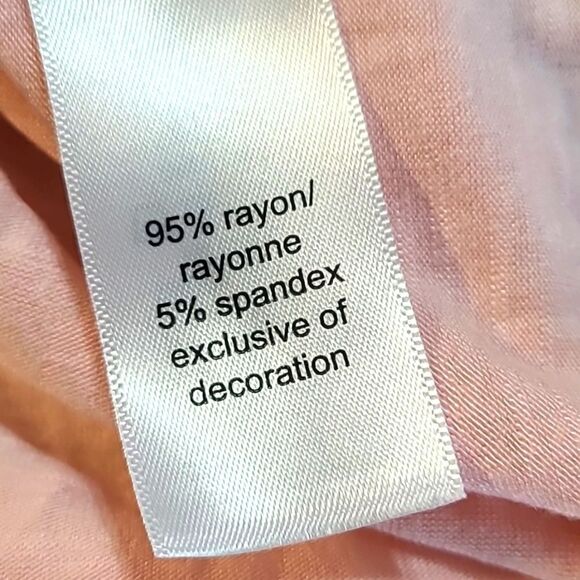 95% rayon/
rayonne
5% spandex
exclusive of
decoration